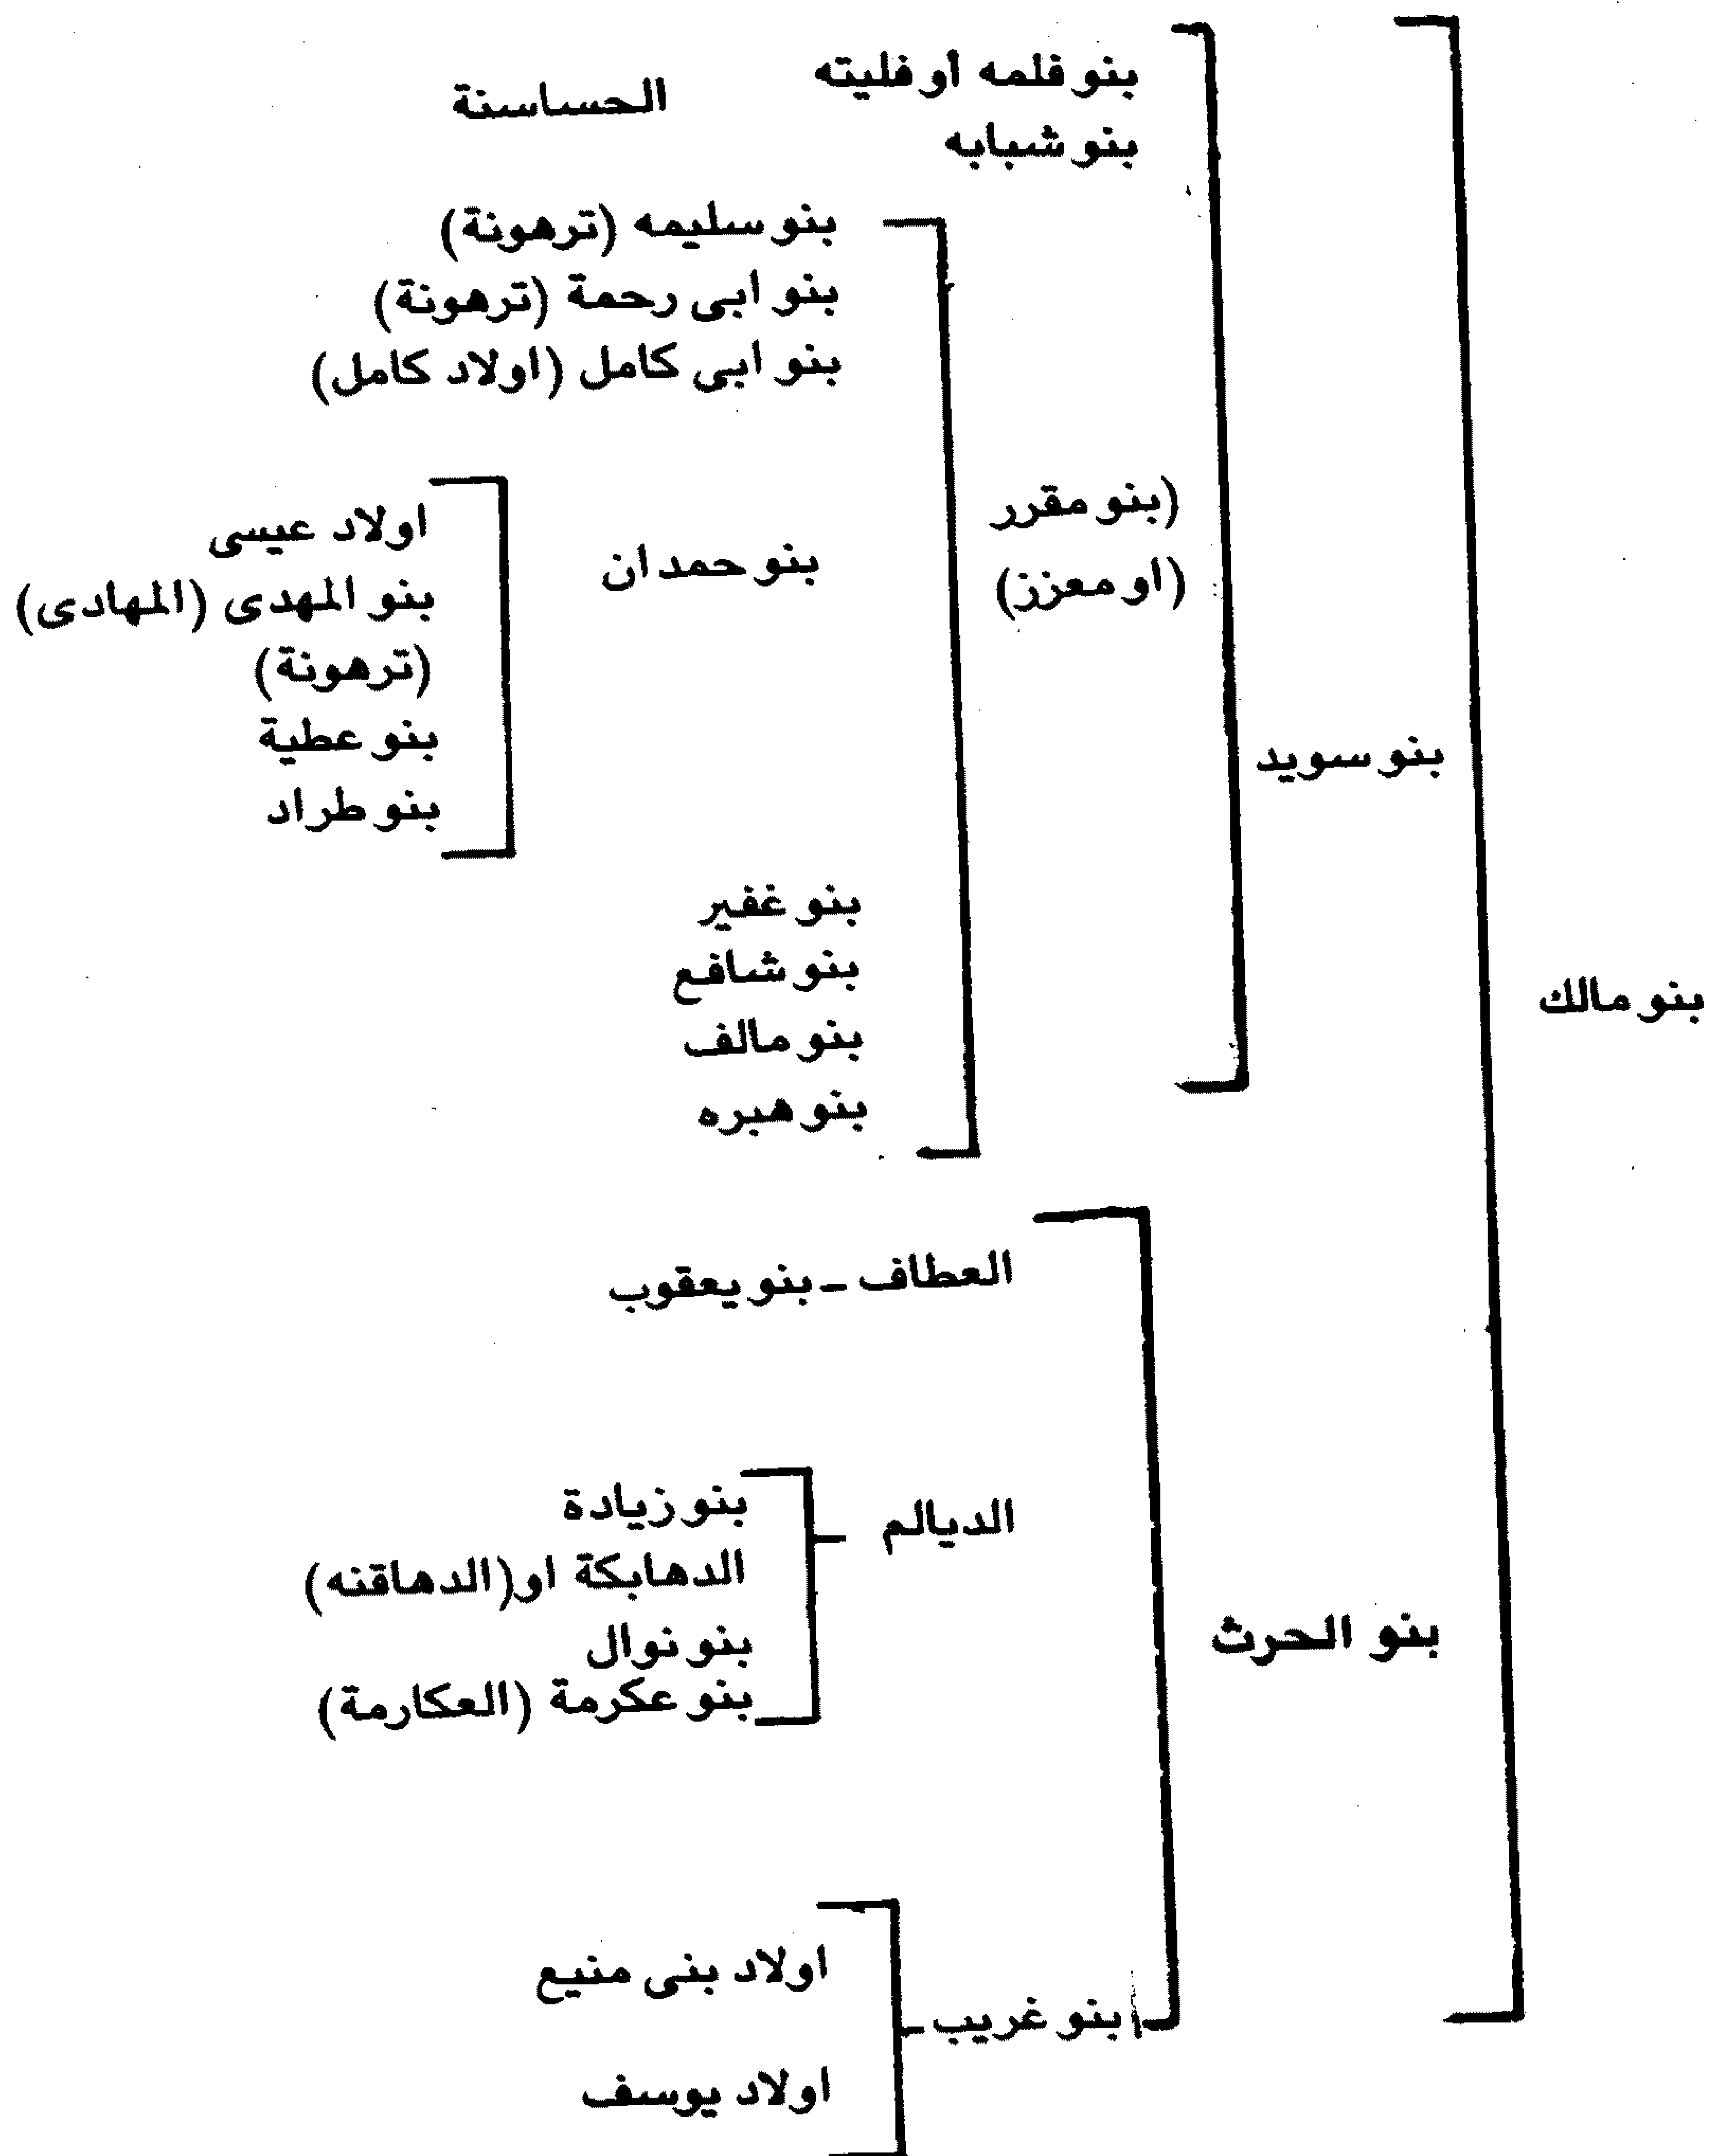 بنو فلمه أو فليته
الحساسنة
بنو شبابه
بنو سليمه (ترهونة)
بنو ابى رحمة (ترهونة)
بنو ابى كامل (اولاد كامل)
(بنو مقرر
(او معزز)
بنو حمدان
اولاد عيسى
بنو المهدى (المهادى)
(ترهونة)
بنو عطية
بنو طراد
بنو سويد
بنو غفير
بنو شافع
بنو مالف
بنو هبره
بنو مالك
العطاف - بنو يعقوب
الديالم
بنو زيادة
الدهابكة او (الدهاقنه)
بنو نوال
بنو عكرمة (العكارمة)
بنو الحرث
بنو غريب
اولاد بنى منيع
اولاد يوسف